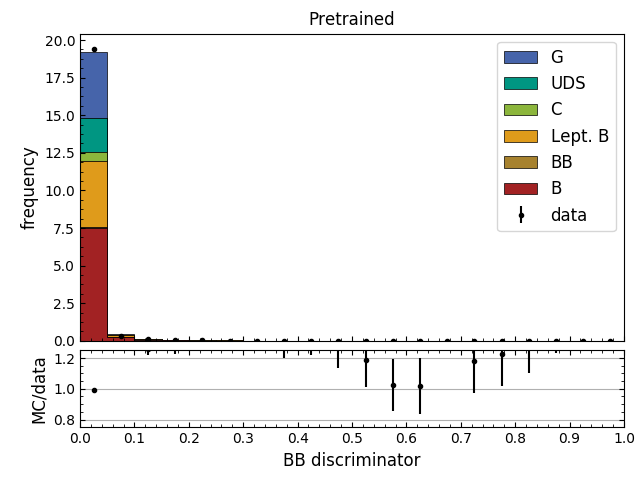 Pretrained
20.0
17.5
15.0
12.5
10.0
7.5
5.0
2.5
0.0
frequency
G
UDS
C
Lept. B
BB
B
data
1.2
1.0
0.8
MC/data
0.0 0.1 0.2 0.3 0.4 0.5 0.6 0.7 0.8 0.9 1.0
BB discriminator